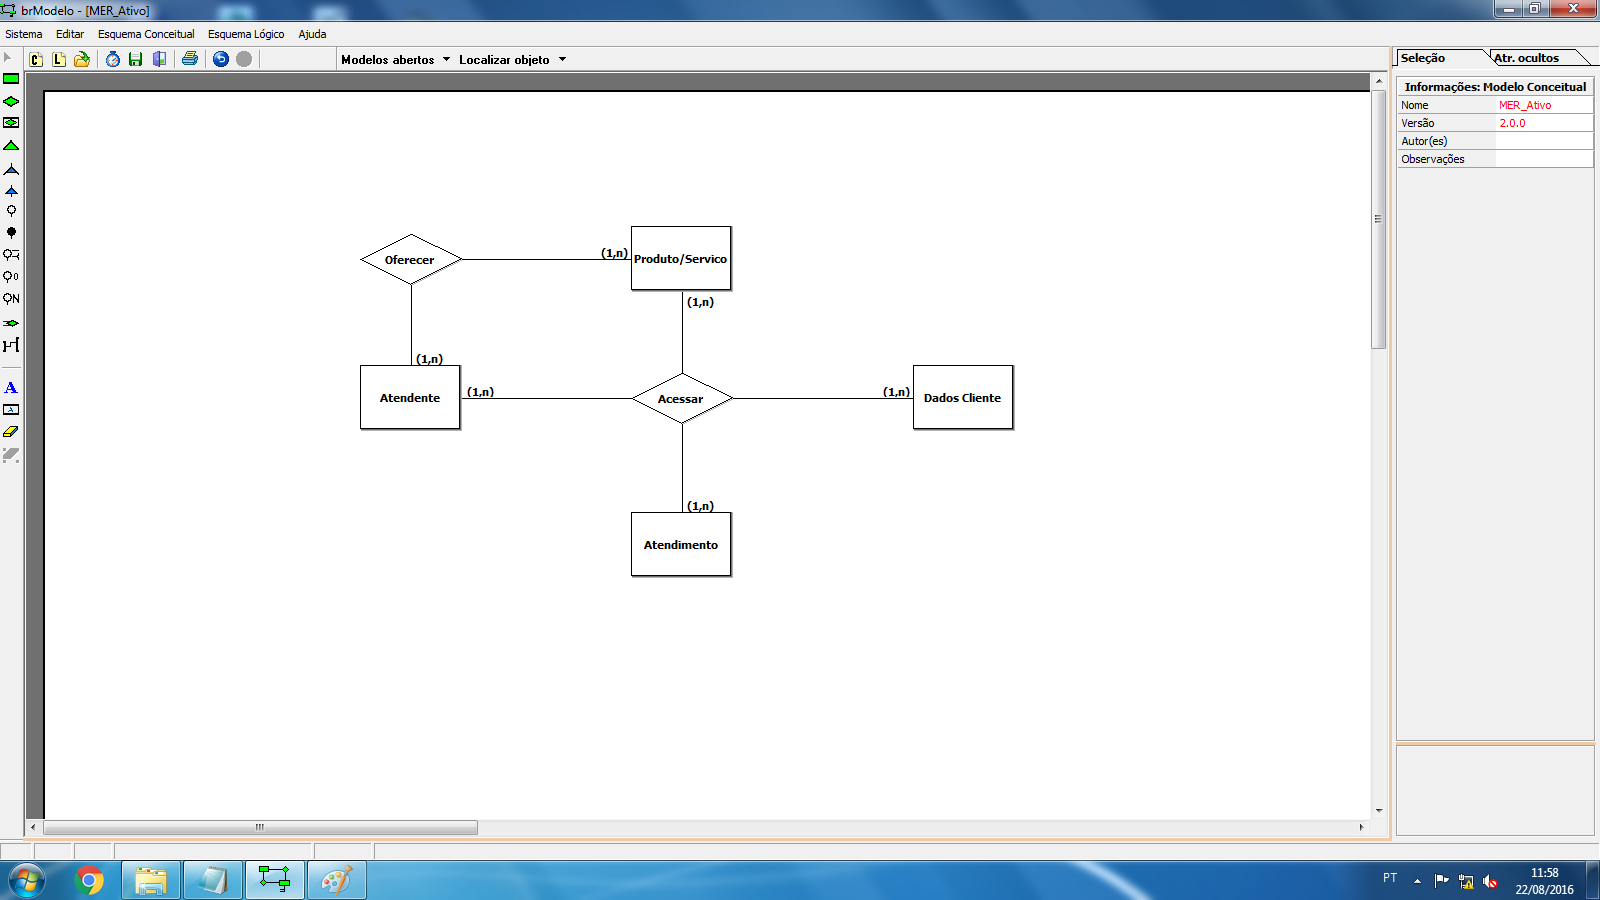 brModelo - [MER_Ativo]
Sistema Editar Esquema Conceitual Esquema Lógico Ajuda
C L Modelos abertos Localizar objeto
Seleção Atr. ocultos
Informações: Modelo Conceitual
Nome MER_Ativo
Versão 2.0.0
Autor(es)
Observações
Oferecer (1,n) Produto/Servico
(1,n)
(1,n)
Atendente (1,n) Acessar (1,n) Dados Cliente
(1,n)
Atendimento
0
N
A
A
PT 11:58
22/08/2016